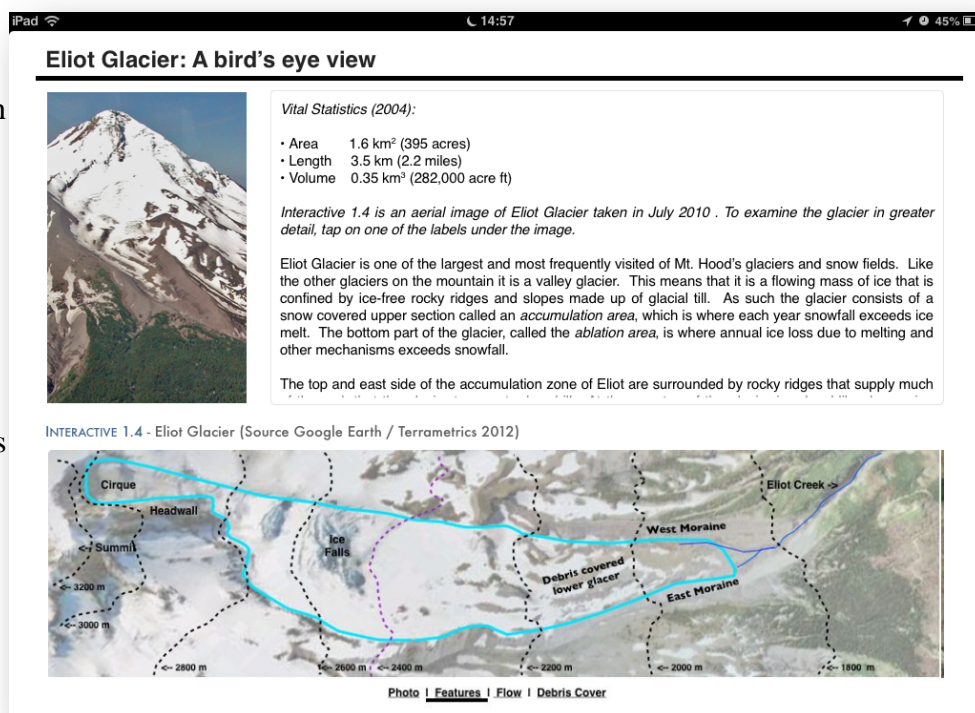 iPad 14:57 45%
Eliot Glacier: A bird's eye view
Vital Statistics (2004):
• Area 1.6 km² (395 acres)
• Length 3.5 km (2.2 miles)
• Volume 0.35 km³ (282,000 acre ft)
Interactive 1.4 is an aerial image of Eliot Glacier taken in July 2010 . To examine the glacier in greater
detail, tap on one of the labels under the image.
Eliot Glacier is one of the largest and most frequently visited of Mt. Hood's glaciers and snow fields. Like
the other glaciers on the mountain it is a valley glacier. This means that it is a flowing mass of ice that is
confined by ice-free rocky ridges and slopes made up of glacial till. As such the glacier consists of a
snow covered upper section called an accumulation area, which is where each year snowfall exceeds ice
melt. The bottom part of the glacier, called the ablation area, is where annual ice loss due to melting and
other mechanisms exceeds snowfall.
The top and east side of the accumulation zone of Eliot are surrounded by rocky ridges that supply much
INTERACTIVE 1.4 - Eliot Glacier (Source Google Earth / Terrametrics 2012)
Cirque
Headwall
<-- Summit
<-- 3200 m
<-- 3000 m
<-- 2800 m
Ice
Falls
<-- 2600 m
<-- 2400 m
<-- 2200 m
Debris covered
lower glacer
West Moraine
East Moraine
<-- 2000 m
Eliot Creek ->
<-- 1800 m
Photo | Features | Flow | Debris Cover